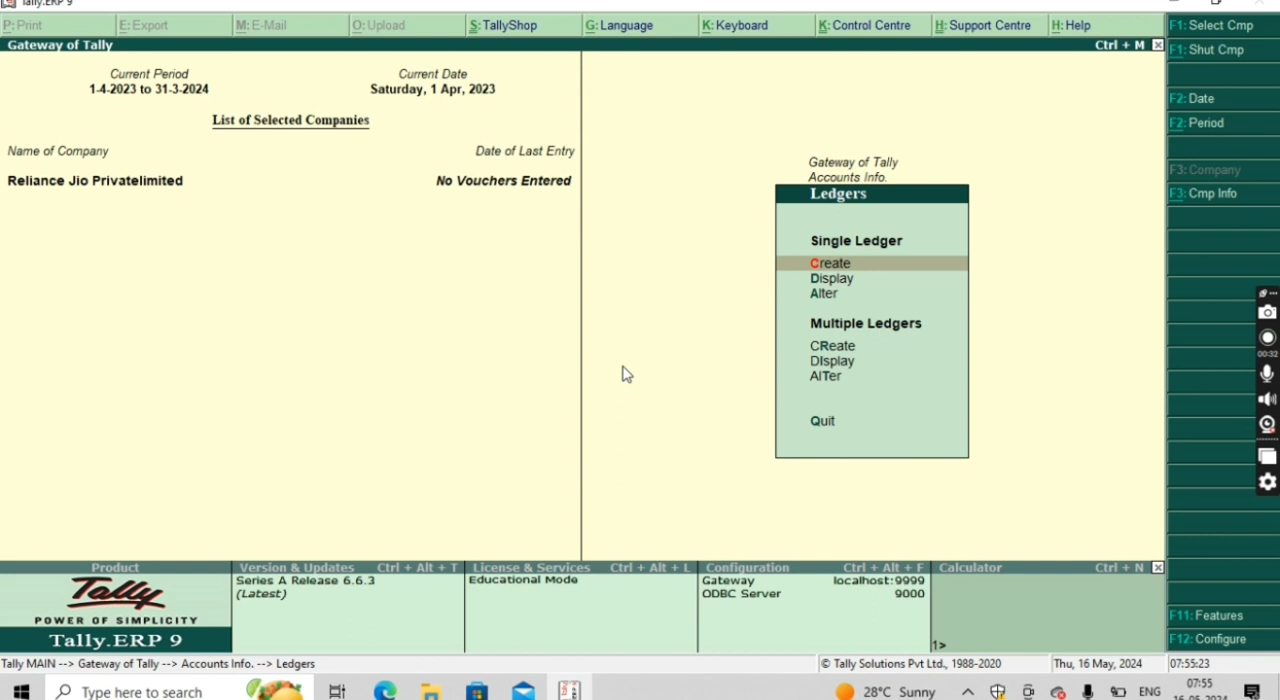 Tally.ERP 9
P: Print E: Export M: E-Mail O: Upload S: TallyShop G: Language K: Keyboard K: Control Centre H: Support Centre H: Help
F1: Select Cmp
Gateway of Tally Ctrl + M
F1: Shut Cmp
Current Period Current Date
1-4-2023 to 31-3-2024 Saturday, 1 Apr, 2023
F2: Date
List of Selected Companies
F2: Period
Name of Company Date of Last Entry
Reliance Jio Privatelimited No Vouchers Entered
F3: Company
F3: Cmp Info
Gateway of Tally
Accounts Info.
Ledgers
Single Ledger
Create
Display
Alter
Multiple Ledgers
CReate
DIsplay
AlTer
Quit
00:32
Product Version & Updates Ctrl + Alt + T License & Services Ctrl + Alt + L Configuration Ctrl + Alt + F Calculator Ctrl + N
Tally
POWER OF SIMPLICITY
Tally.ERP 9
Series A Release 6.6.3
(Latest)
Educational Mode
Gateway localhost:9999
ODBC Server 9000
1>
F11: Features
F12: Configure
Tally MAIN --> Gateway of Tally --> Accounts Info. --> Ledgers © Tally Solutions Pvt Ltd., 1988-2020 Thu, 16 May, 2024 07:55:23
Type here to search 28°C Sunny ENG 07:55
16-05-2024